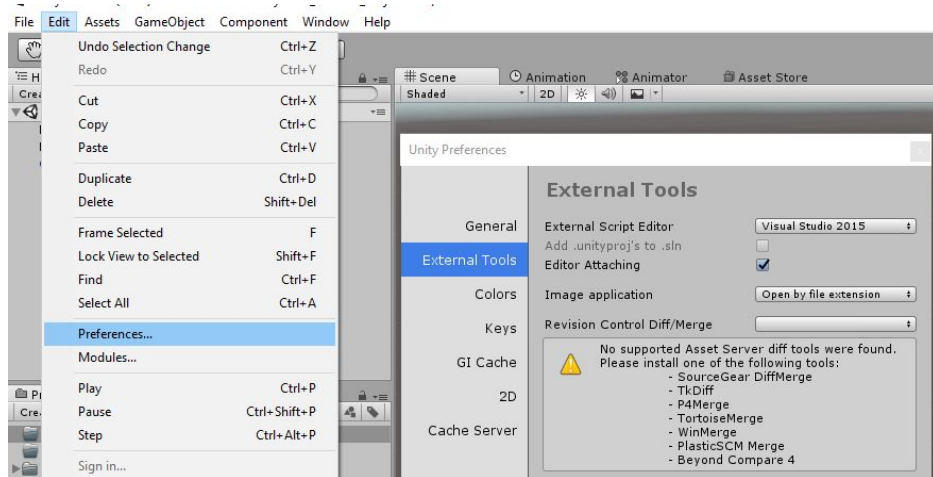 File Edit Assets GameObject Component Window Help
Undo Selection Change Ctrl+Z
Redo Ctrl+Y
Cut Ctrl+X
Copy Ctrl+C
Paste Ctrl+V
Duplicate Ctrl+D
Delete Shift+Del
Frame Selected F
Lock View to Selected Shift+F
Find Ctrl+F
Select All Ctrl+A
Preferences...
Modules...
Play Ctrl+P
Pause Ctrl+Shift+P
Step Ctrl+Alt+P
Sign in...
Scene Animation Animator Asset Store
Shaded 2D
Unity Preferences
General
External Tools
Colors
Keys
GI Cache
2D
Cache Server
External Tools
External Script Editor Visual Studio 2015
Add .unityproj's to .sln
Editor Attaching
Image application Open by file extension
Revision Control Diff/Merge
No supported Asset Server diff tools were found.
Please install one of the following tools:
- SourceGear DiffMerge
- TkDiff
- P4Merge
- TortoiseMerge
- WinMerge
- PlasticSCM Merge
- Beyond Compare 4